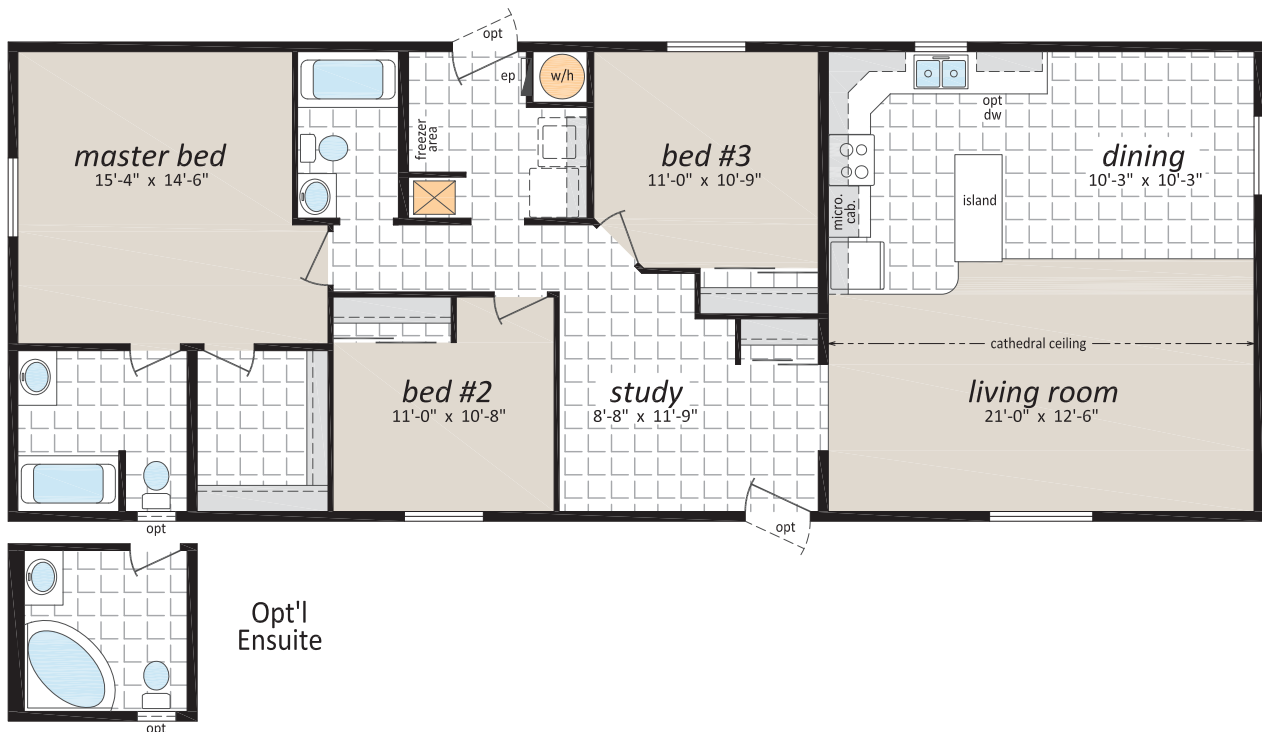 opt
ep
w/h
freezer
area
master bed
15'-4" x 14'-6"
bed #3
11'-0" x 10'-9"
opt
dw
dining
10'-3" x 10'-3"
island
micro.
cab.
cathedral ceiling
bed #2
11'-0" x 10'-8"
study
8'-8" x 11'-9"
living room
21'-0" x 12'-6"
opt
opt
Opt'l
Ensuite
opt